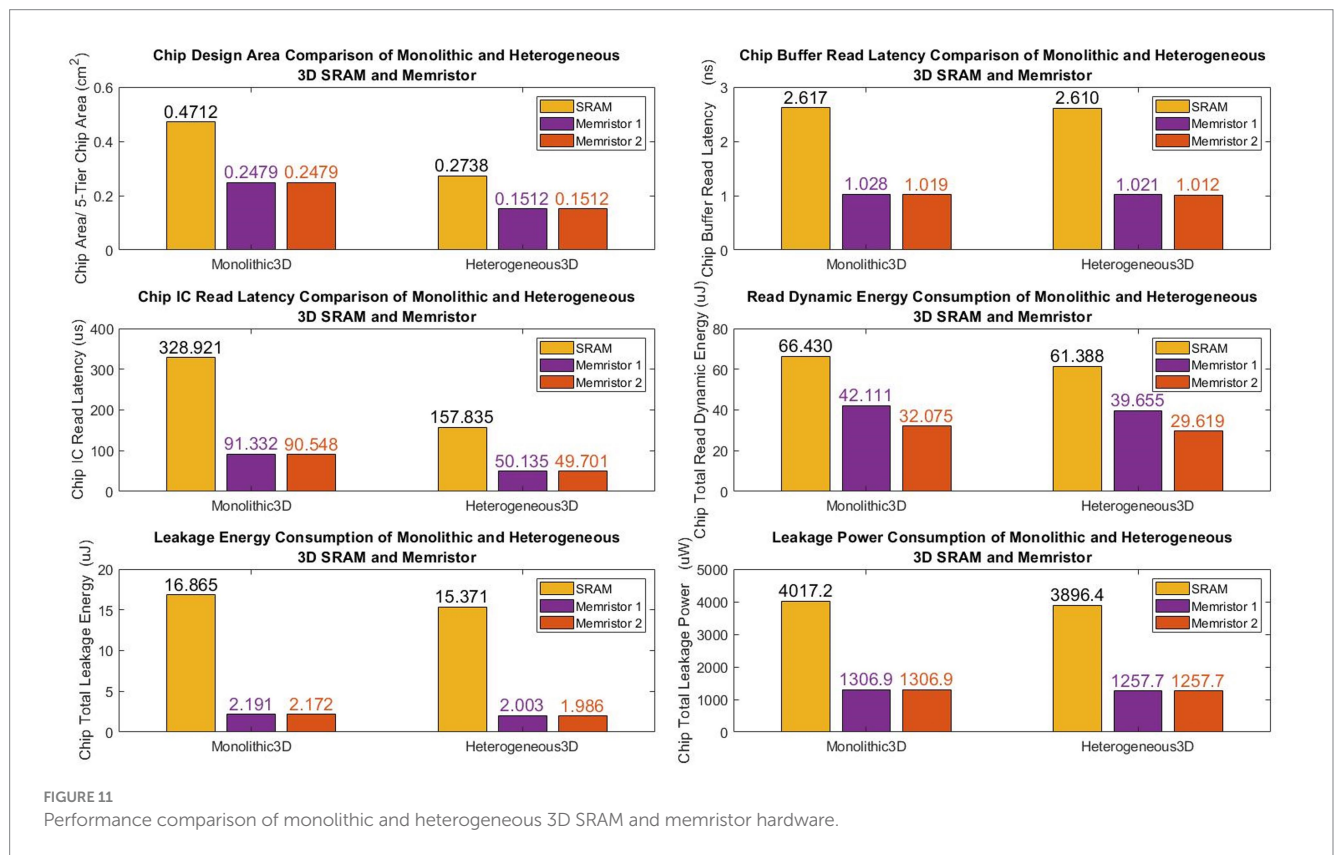 Chip Design Area Comparison of Monolithic and Heterogeneous
3D SRAM and Memristor
Chip Area/ 5-Tier Chip Area (cm²)
0.6
0.4
0.2
0
0.4712
0.2479
0.2479
0.2738
0.1512
0.1512
SRAM
Memristor 1
Memristor 2
Monolithic3D
Heterogeneous3D
Chip Buffer Read Latency Comparison of Monolithic and Heterogeneous
3D SRAM and Memristor
Chip Buffer Read Latency (ns)
3
2
1
0
2.617
1.028
1.019
2.610
1.021
1.012
SRAM
Memristor 1
Memristor 2
Monolithic3D
Heterogeneous3D
Chip IC Read Latency Comparison of Monolithic and Heterogeneous
3D SRAM and Memristor
Chip IC Read Latency (us)
400
300
200
100
0
328.921
91.332
90.548
157.835
50.135
49.701
SRAM
Memristor 1
Memristor 2
Monolithic3D
Heterogeneous3D
Read Dynamic Energy Consumption of Monolithic and Heterogeneous
3D SRAM and Memristor
Chip Total Read Dynamic Energy (uJ)
80
60
40
20
0
66.430
42.111
32.075
61.388
39.655
29.619
SRAM
Memristor 1
Memristor 2
Monolithic3D
Heterogeneous3D
Leakage Energy Consumption of Monolithic and Heterogeneous
3D SRAM and Memristor
Chip Total Leakage Energy (uJ)
20
15
10
5
0
16.865
2.191
2.172
15.371
2.003
1.986
SRAM
Memristor 1
Memristor 2
Monolithic3D
Heterogeneous3D
Leakage Power Consumption of Monolithic and Heterogeneous
3D SRAM and Memristor
Chip Total Leakage Power (uW)
5000
4000
3000
2000
1000
0
4017.2
1306.9
1306.9
3896.4
1257.7
1257.7
SRAM
Memristor 1
Memristor 2
Monolithic3D
Heterogeneous3D
FIGURE 11
Performance comparison of monolithic and heterogeneous 3D SRAM and memristor hardware.